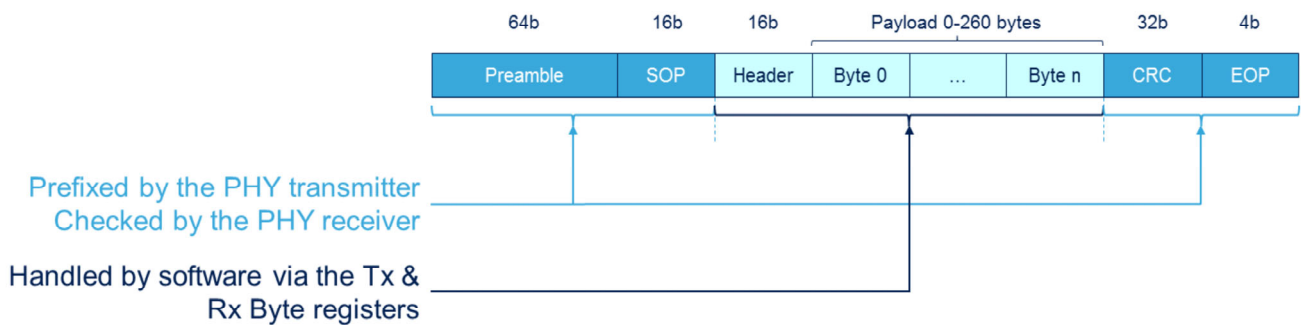 64b 16b 16b Payload 0-260 bytes 32b 4b
Preamble SOP Header Byte 0 ... Byte n CRC EOP
Prefixed by the PHY transmitter
Checked by the PHY receiver
Handled by software via the Tx &
Rx Byte registers